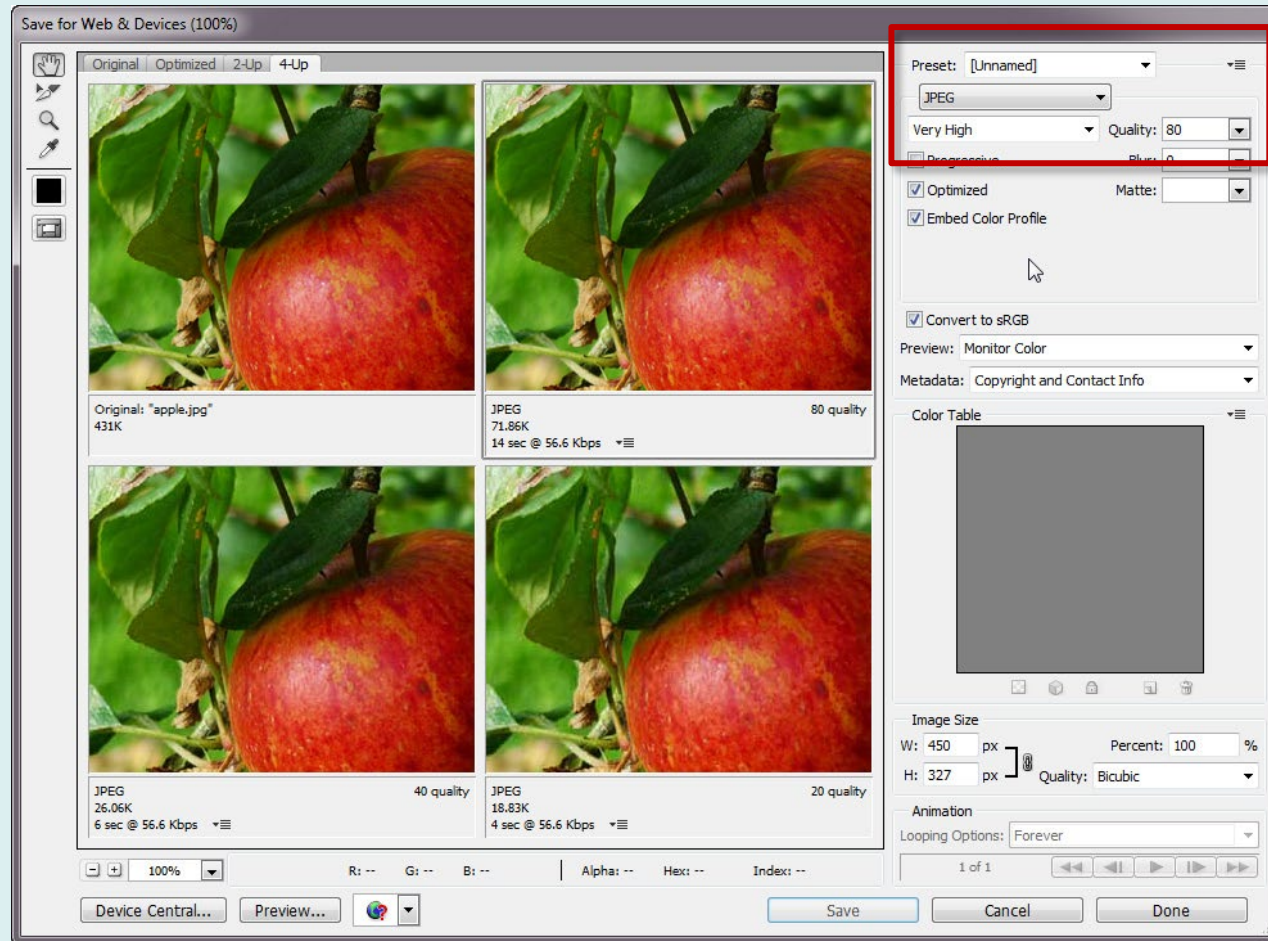 Save for Web & Devices (100%)
Original Optimized 2-Up 4-Up
Original: "apple.jpg"
431K
JPEG 80 quality
71.86K
14 sec @ 56.6 Kbps
JPEG 40 quality
26.06K
6 sec @ 56.6 Kbps
JPEG 20 quality
18.83K
4 sec @ 56.6 Kbps
Preset: [Unnamed]
JPEG
Very High Quality: 80
Progressive Blur: 0
Optimized Matte:
Embed Color Profile
Convert to sRGB
Preview: Monitor Color
Metadata: Copyright and Contact Info
Color Table
Image Size
W: 450 px Percent: 100 %
H: 327 px Quality: Bicubic
Animation
Looping Options: Forever
1 of 1
100% R: -- G: -- B: -- Alpha: -- Hex: -- Index: --
Device Central... Preview... Save Cancel Done